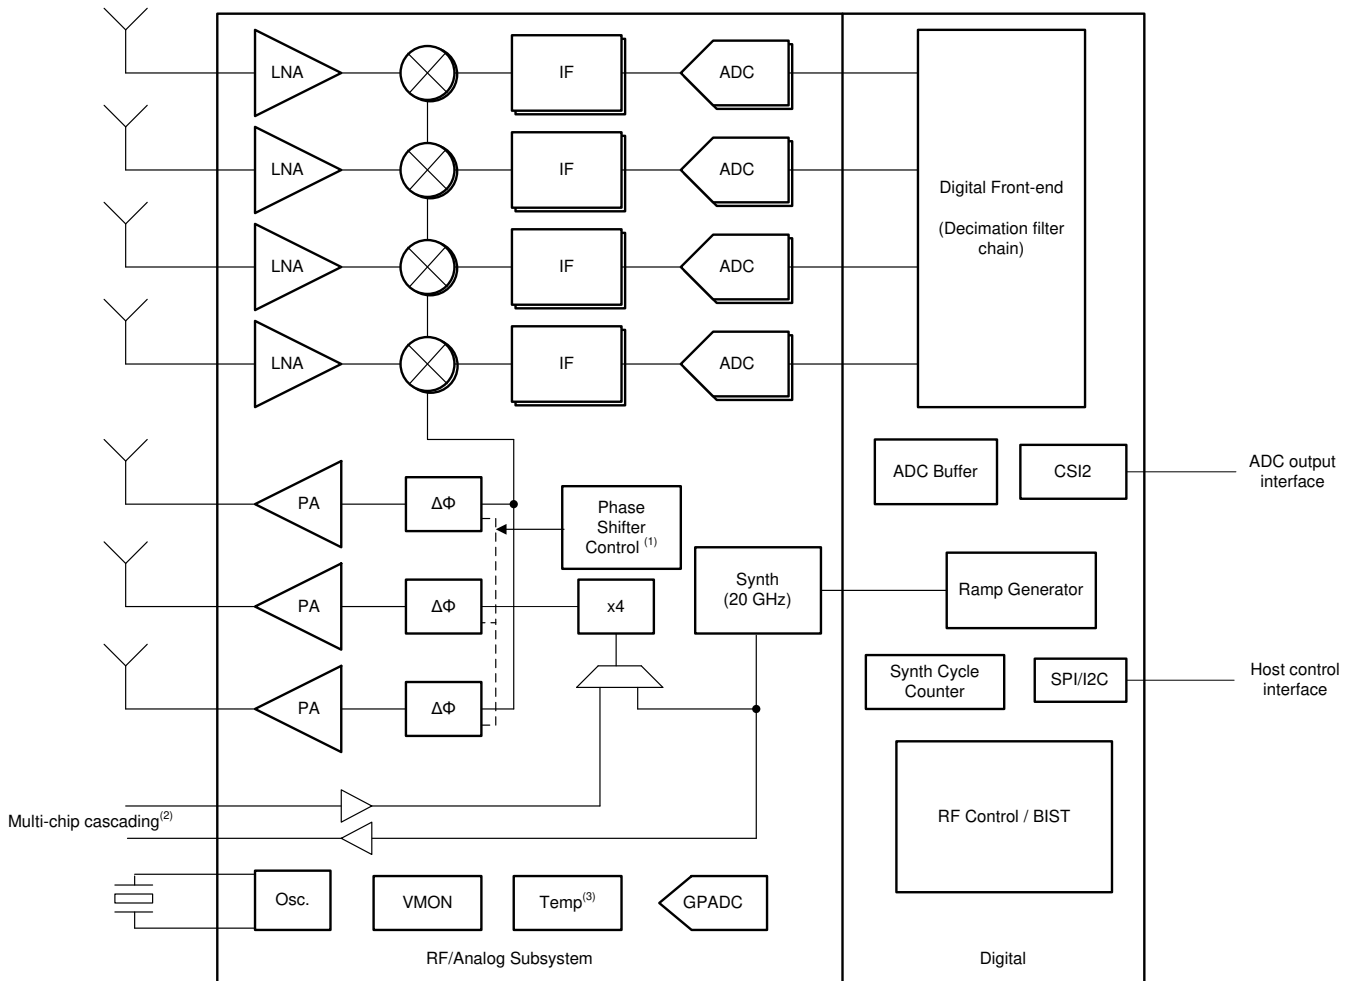 LNA
IF
ADC
LNA
IF
ADC
Digital Front-end
(Decimation filter
chain)
LNA
IF
ADC
LNA
IF
ADC
ADC Buffer
CSI2
ADC output
interface
PA
ΔΦ
Phase
Shifter
Control (1)
PA
ΔΦ
x4
Synth
(20 GHz)
Ramp Generator
PA
ΔΦ
Synth Cycle
Counter
SPI/I2C
Host control
interface
Multi-chip cascading(2)
RF Control / BIST
Osc.
VMON
Temp(3)
GPADC
RF/Analog Subsystem
Digital